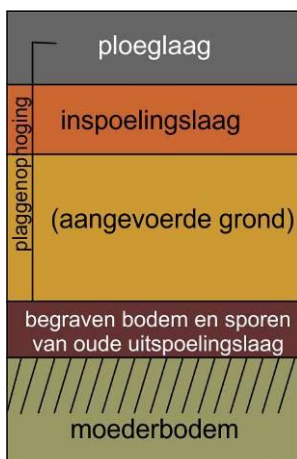 ploeglaag
inspoelingslaag
plaggenophoging
(aangevoerde grond)
begraven bodem en sporen
van oude uitspoelingslaag
moederbodem